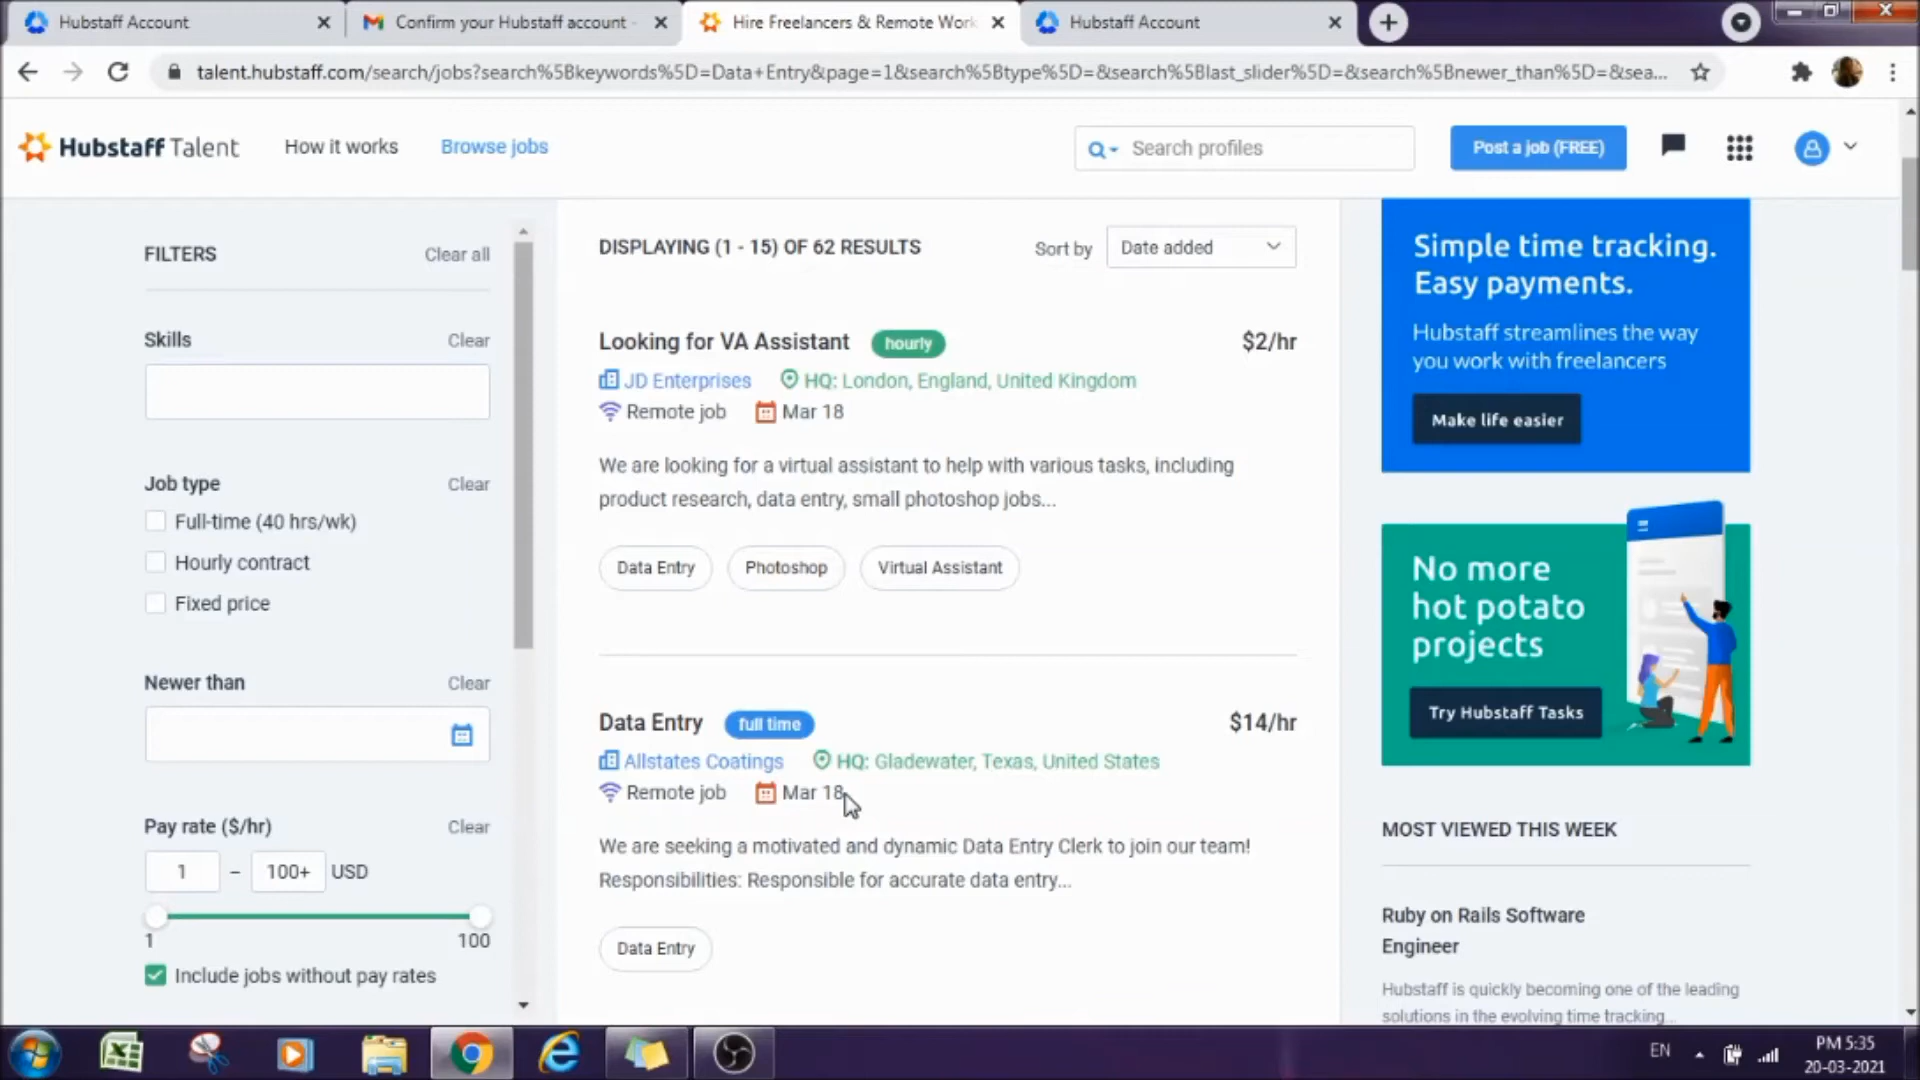 Hubstaff Account
Confirm your Hubstaff account -
Hire Freelancers & Remote Work
Hubstaff Account
talent.hubstaff.com/search/jobs?search%5Bkeywords%5D=Data+Entry&page=1&search%5Btype%5D=&search%5Blast_slider%5D=&search%5Bnewer_than%5D=&sea...
Hubstaff Talent
How it works
Browse jobs
Search profiles
Post a job (FREE)
FILTERS
Clear all
Skills
Clear
Job type
Clear
Full-time (40 hrs/wk)
Hourly contract
Fixed price
Newer than
Clear
Pay rate ($/hr)
Clear
1 – 100+ USD
1
100
Include jobs without pay rates
DISPLAYING (1 - 15) OF 62 RESULTS
Sort by
Date added
Looking for VA Assistant
hourly
$2/hr
JD Enterprises
HQ: London, England, United Kingdom
Remote job
Mar 18
We are looking for a virtual assistant to help with various tasks, including
product research, data entry, small photoshop jobs...
Data Entry
Photoshop
Virtual Assistant
Data Entry
full time
$14/hr
Allstates Coatings
HQ: Gladewater, Texas, United States
Remote job
Mar 18
We are seeking a motivated and dynamic Data Entry Clerk to join our team!
Responsibilities: Responsible for accurate data entry...
Data Entry
Simple time tracking.
Easy payments.
Hubstaff streamlines the way
you work with freelancers
Make life easier
No more
hot potato
projects
Try Hubstaff Tasks
MOST VIEWED THIS WEEK
Ruby on Rails Software
Engineer
Hubstaff is quickly becoming one of the leading
solutions in the evolving time tracking...
EN
PM 5:35
20-03-2021